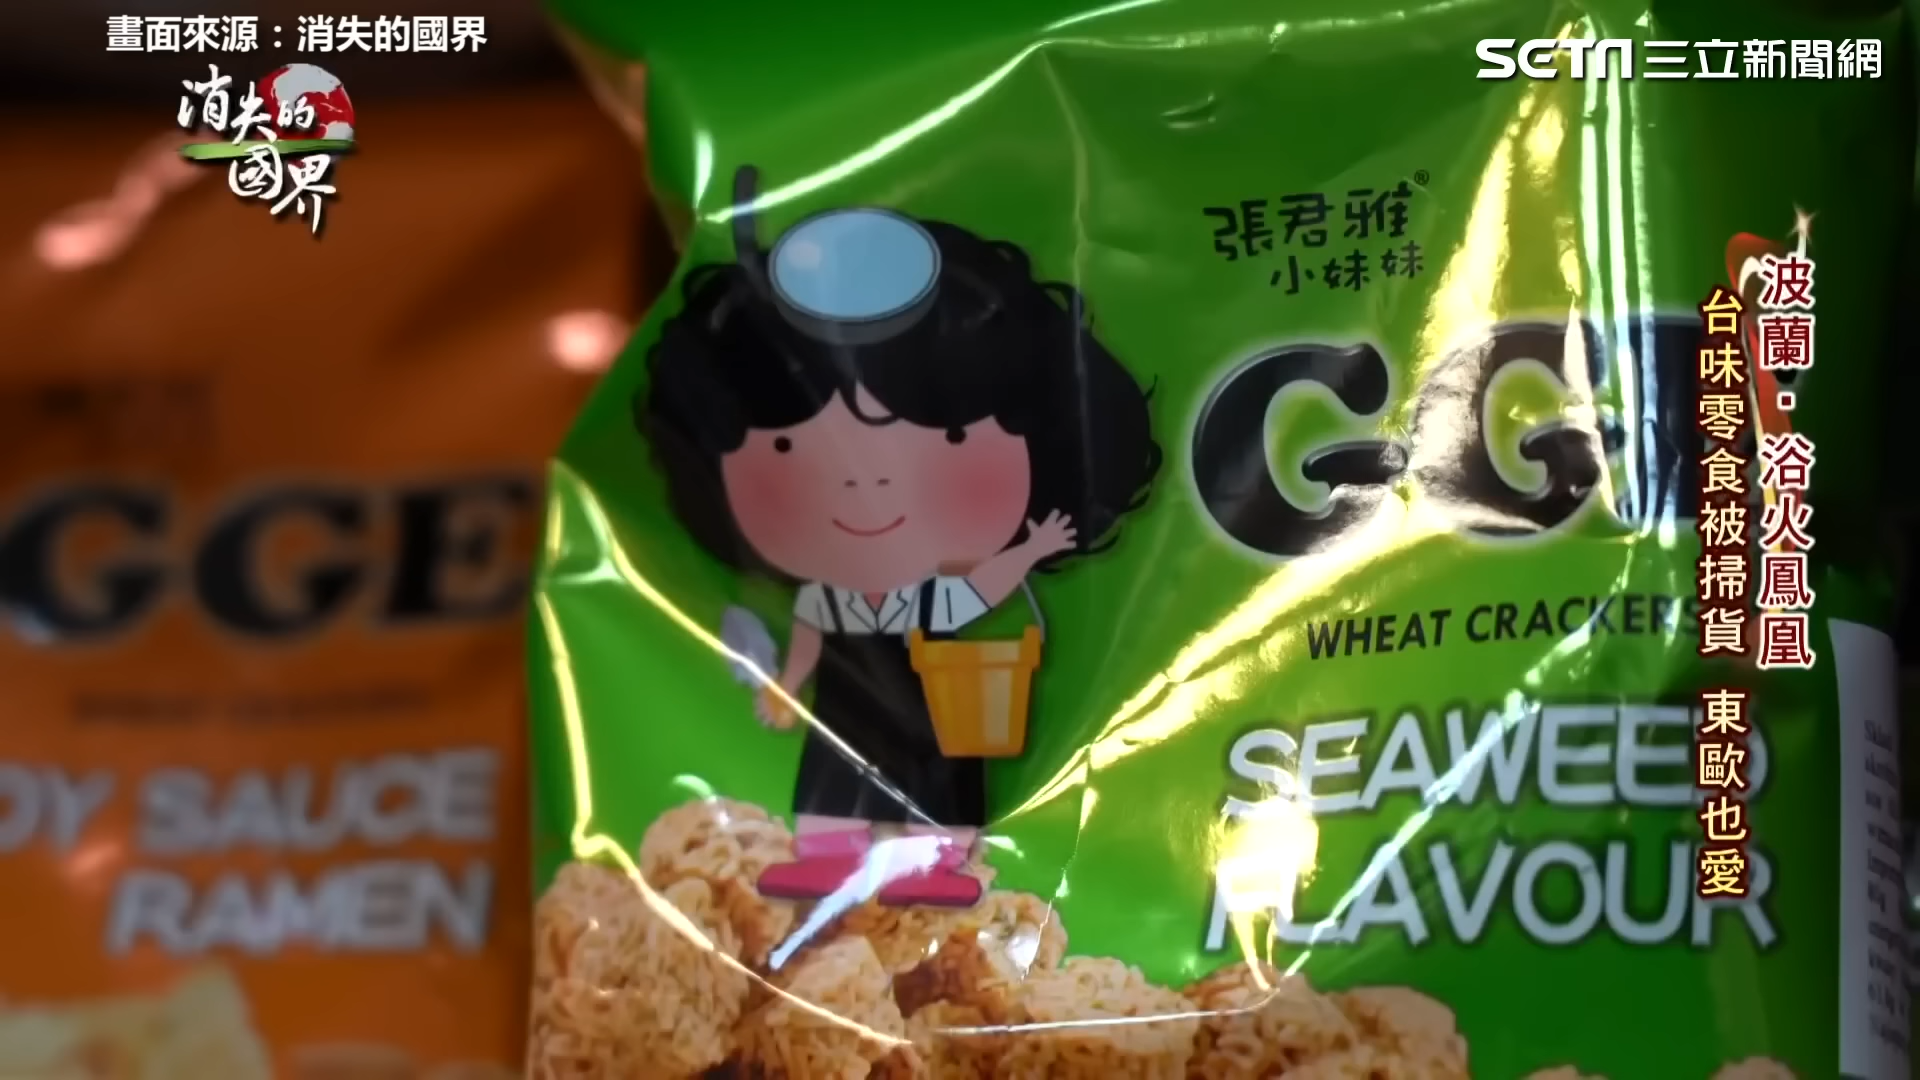 畫面來源：消失的國界
消失的國界
SETN三立新聞網
波蘭·浴火鳳凰
台味零食被掃貨 東歐也愛
張君雅®
小妹妹
GG
WHEAT CRACKERS
SEAWEED
FLAVOUR
GGE
SOY SAUCE
RAMEN